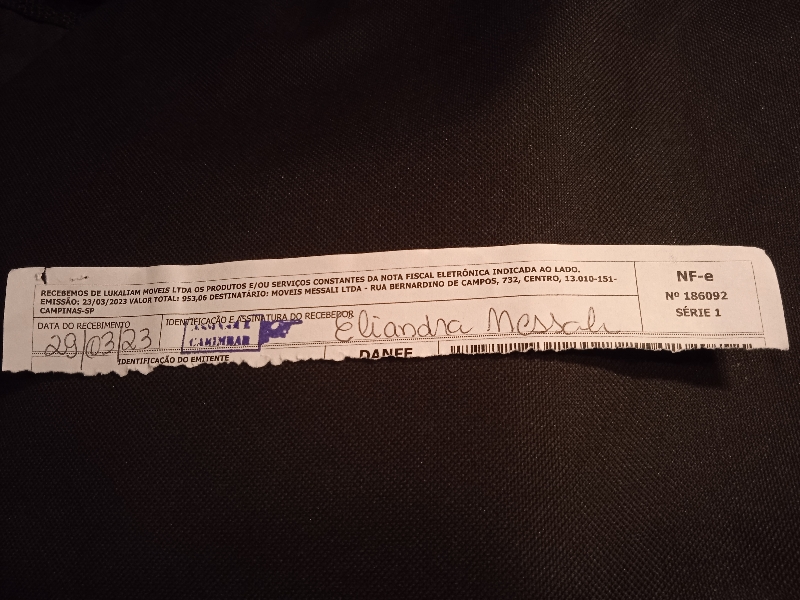 RECEBEMOS DE LUKALIAM MOVEIS LTDA OS PRODUTOS E/OU SERVIÇOS CONSTANTES DA NOTA FISCAL ELETRÔNICA INDICADA AO LADO.
EMISSÃO: 23/03/2023 VALOR TOTAL: 953,06 DESTINATÁRIO: MOVEIS MESSALI LTDA - RUA BERNARDINO DE CAMPOS, 732, CENTRO, 13.010-151-
CAMPINAS-SP
NF-e
Nº 186092
SÉRIE 1
DATA DO RECEBIMENTO
29/03/23
IDENTIFICAÇÃO E ASSINATURA DO RECEBEDOR
CARIMBAR
Eliandra Messali
IDENTIFICAÇÃO DO EMITENTE
DANFE